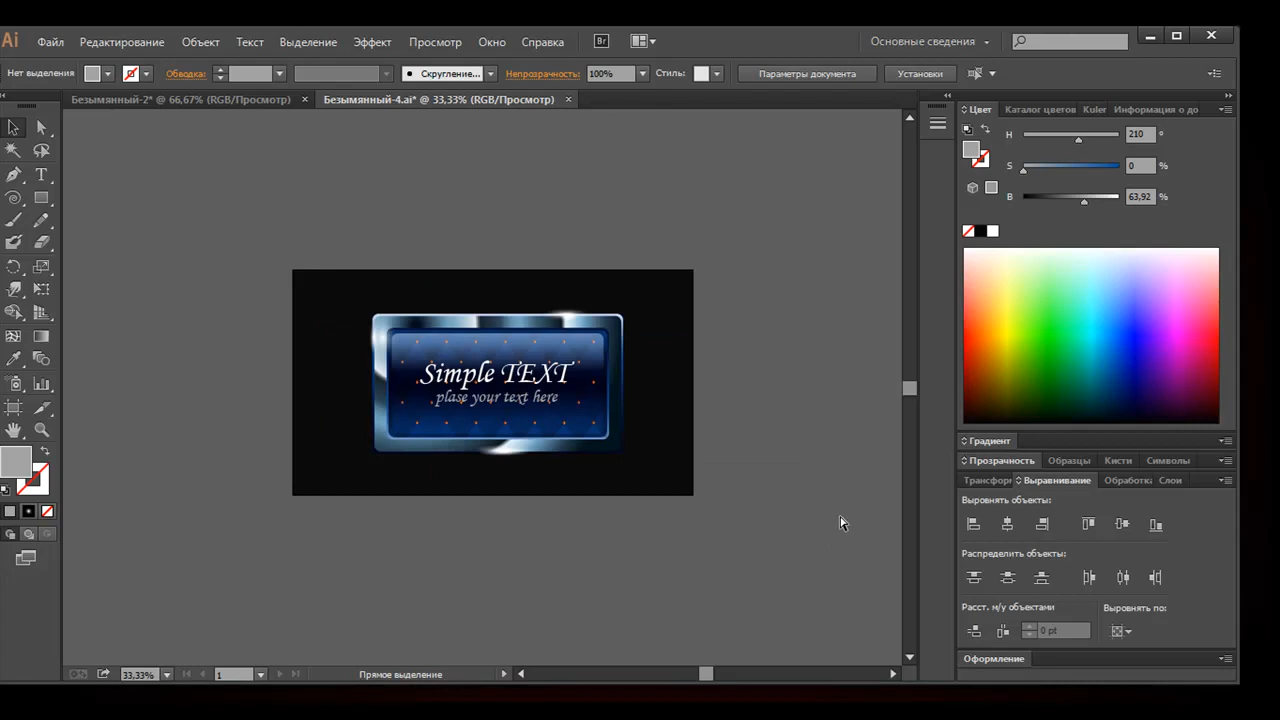 Ai Файл Редактирование Объект Текст Выделение Эффект Просмотр Окно Справка Br Основные сведения
Нет выделения Обводка: Скругление... Непрозрачность: 100% Стиль: Параметры документа Установки
Безымянный-2* @ 66,67% (RGB/Просмотр) × Безымянный-4.ai* @ 33,33% (RGB/Просмотр) ×
Цвет Каталог цветов Kuler Информация о до
H 210 °
S 0 %
B 63,92 %
Simple TEXT
plase your text here
Градиент
Прозрачность Образцы Кисти Символы
Трансформ Выравнивание Обработка Слои
Выровнять объекты:
Распределить объекты:
Расст. м/у объектами Выровнять по:
0 pt
Оформление
33,33% 1 Прямое выделение